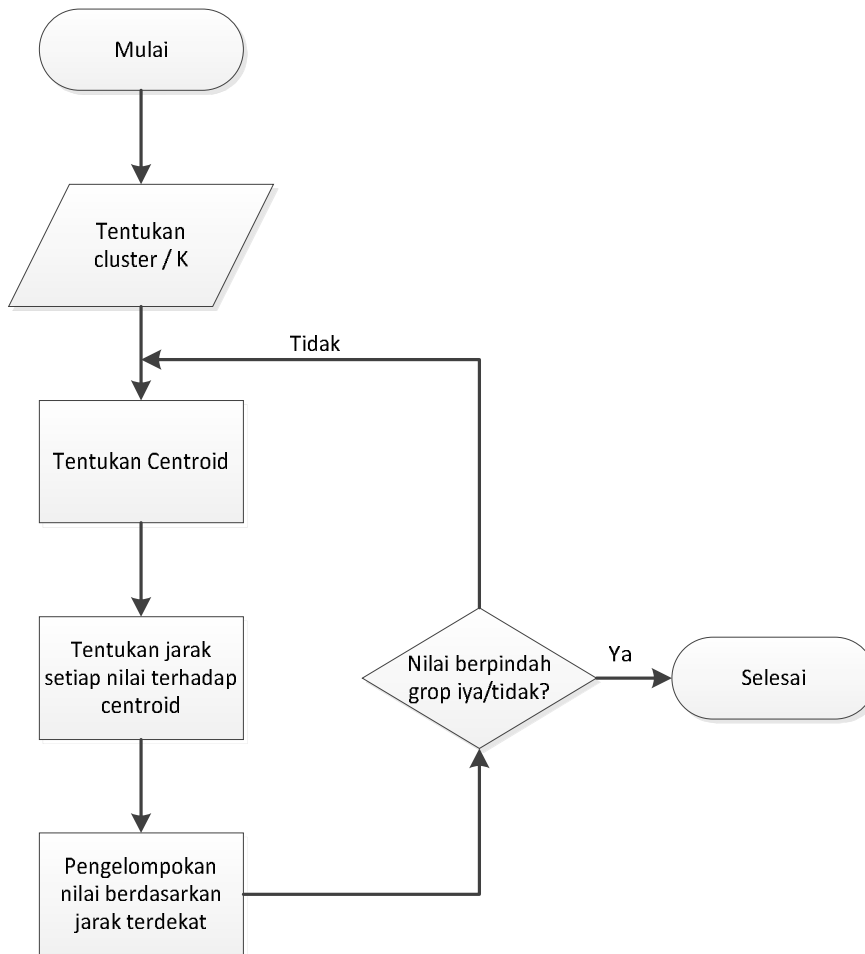 Mulai
Tentukan
cluster / K
Tidak
Tentukan Centroid
Tentukan jarak
setiap nilai terhadap
centroid
Nilai berpindah
grop iya/tidak?
Ya
Selesai
Pengelompokan
nilai berdasarkan
jarak terdekat